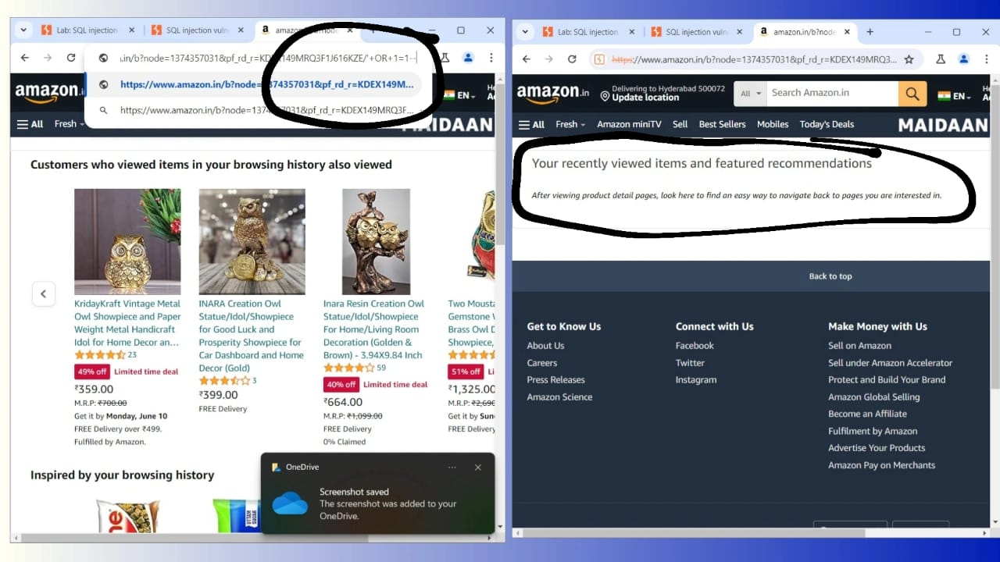 Lab: SQL injection
SQL injection vuln
.in/b?node=1374357031&pf_rd_r=KDEX149MRQ3F1J616KZE/'+OR+1=1--
https://www.amazon.in/b?node=1374357031&pf_rd_r=KDEX149M...
https://www.amazon.in/b?node=1374357031&pf_rd_r=KDEX149MRQ3F...
amazon
EN
All
Fresh
MAIDAAN
Customers who viewed items in your browsing history also viewed
KridayKraft Vintage Metal
Owl Showpiece and Paper
Weight Metal Handicraft
Idol for Home Decor an...
23
49% off Limited time deal
₹359.00
M.R.P: ₹700.00
Get it by Monday, June 10
FREE Delivery over ₹499.
Fulfilled by Amazon.
INARA Creation Owl
Statue/Idol/Showpiece
for Good Luck and
Prosperity Showpiece for
Car Dashboard and Home
Decor (Gold)
3
₹399.00
FREE Delivery
Inara Resin Creation Owl
Statue/Idol/Showpiece
For Home/Living Room
Decoration (Golden &
Brown) - 3.94X9.84 Inch
59
40% off Limited time deal
₹664.00
M.R.P: ₹1,099.00
FREE Delivery
0% Claimed
Two Mousta
Gemstone
Brass Owl D
Showpiece,
51% off
₹1,325.00
M.R.P: ₹2,690
Get it by Sun
FREE Delivery
Inspired by your browsing history
OneDrive
Screenshot saved
The screenshot was added to your
OneDrive.
Lab: SQL injection
SQL injection vuln
amazon.in/b?node
https://www.amazon.in/b?node=1374357031&pf_rd_r=KDEX149MRQ3...
amazon.in
Delivering to Hyderabad 500072
Update location
All
Search Amazon.in
EN
All
Fresh
Amazon miniTV
Sell
Best Sellers
Mobiles
Today's Deals
MAIDAAN
Your recently viewed items and featured recommendations
After viewing product detail pages, look here to find an easy way to navigate back to pages you are interested in.
Back to top
Get to Know Us
About Us
Careers
Press Releases
Amazon Science
Connect with Us
Facebook
Twitter
Instagram
Make Money with Us
Sell on Amazon
Sell under Amazon Accelerator
Protect and Build Your Brand
Amazon Global Selling
Become an Affiliate
Fulfilment by Amazon
Advertise Your Products
Amazon Pay on Merchants